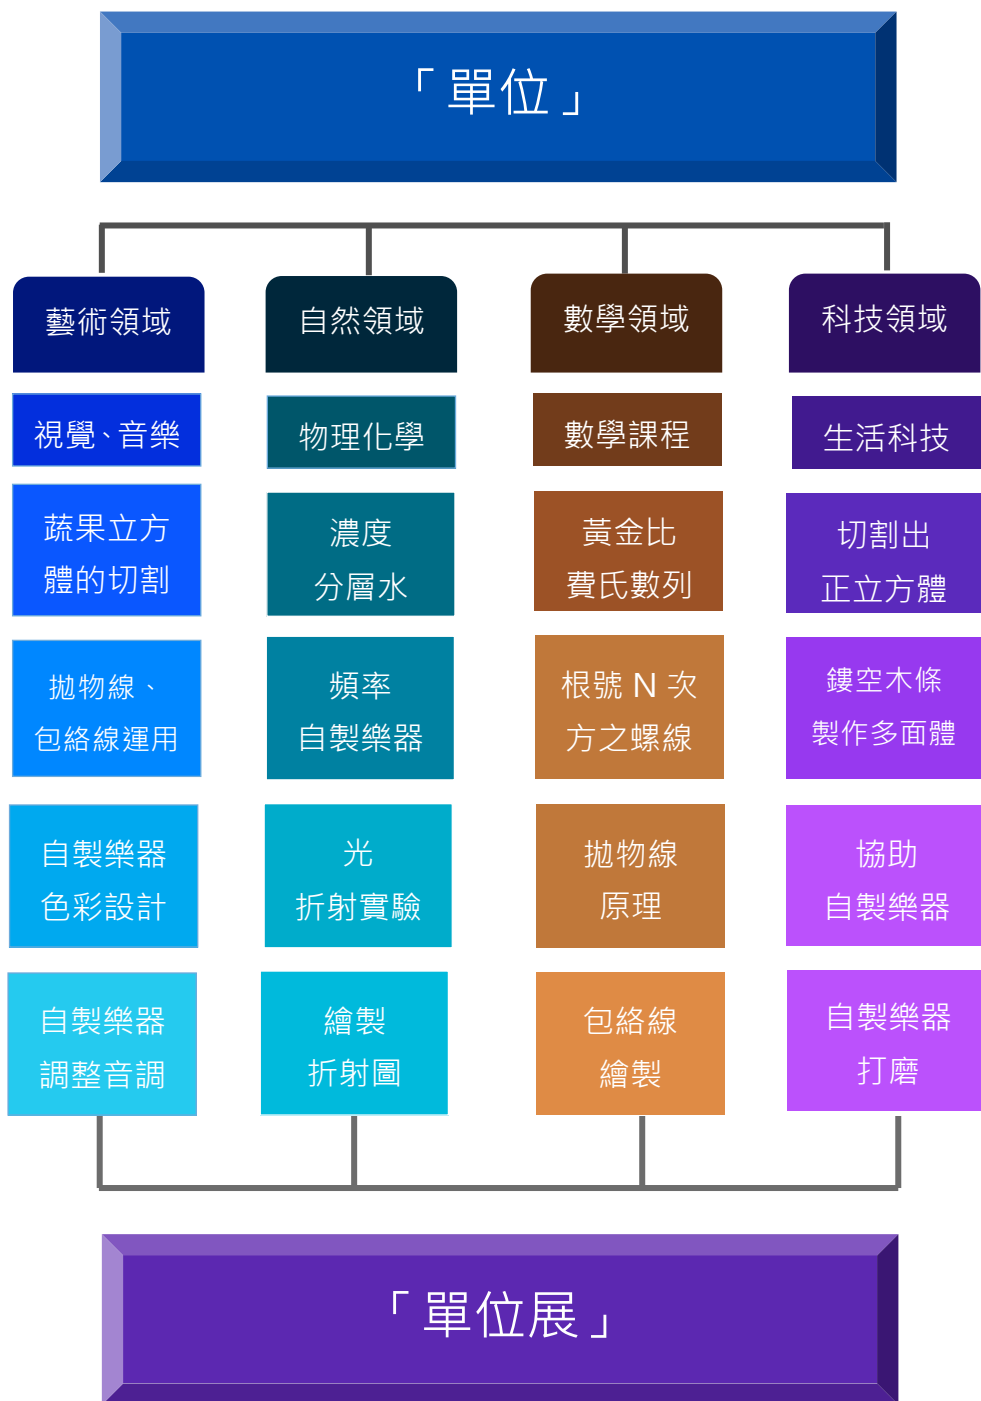 「單位」
藝術領域
視覺、音樂
蔬果立方
體的切割
拋物線、
包絡線運用
自製樂器
色彩設計
自製樂器
調整音調
自然領域
物理化學
濃度
分層水
頻率
自製樂器
光
折射實驗
繪製
折射圖
數學領域
數學課程
黃金比
費氏數列
根號 N 次
方之螺線
拋物線
原理
包絡線
繪製
科技領域
生活科技
切割出
正立方體
鏤空木條
製作多面體
協助
自製樂器
自製樂器
打磨
「單位展」